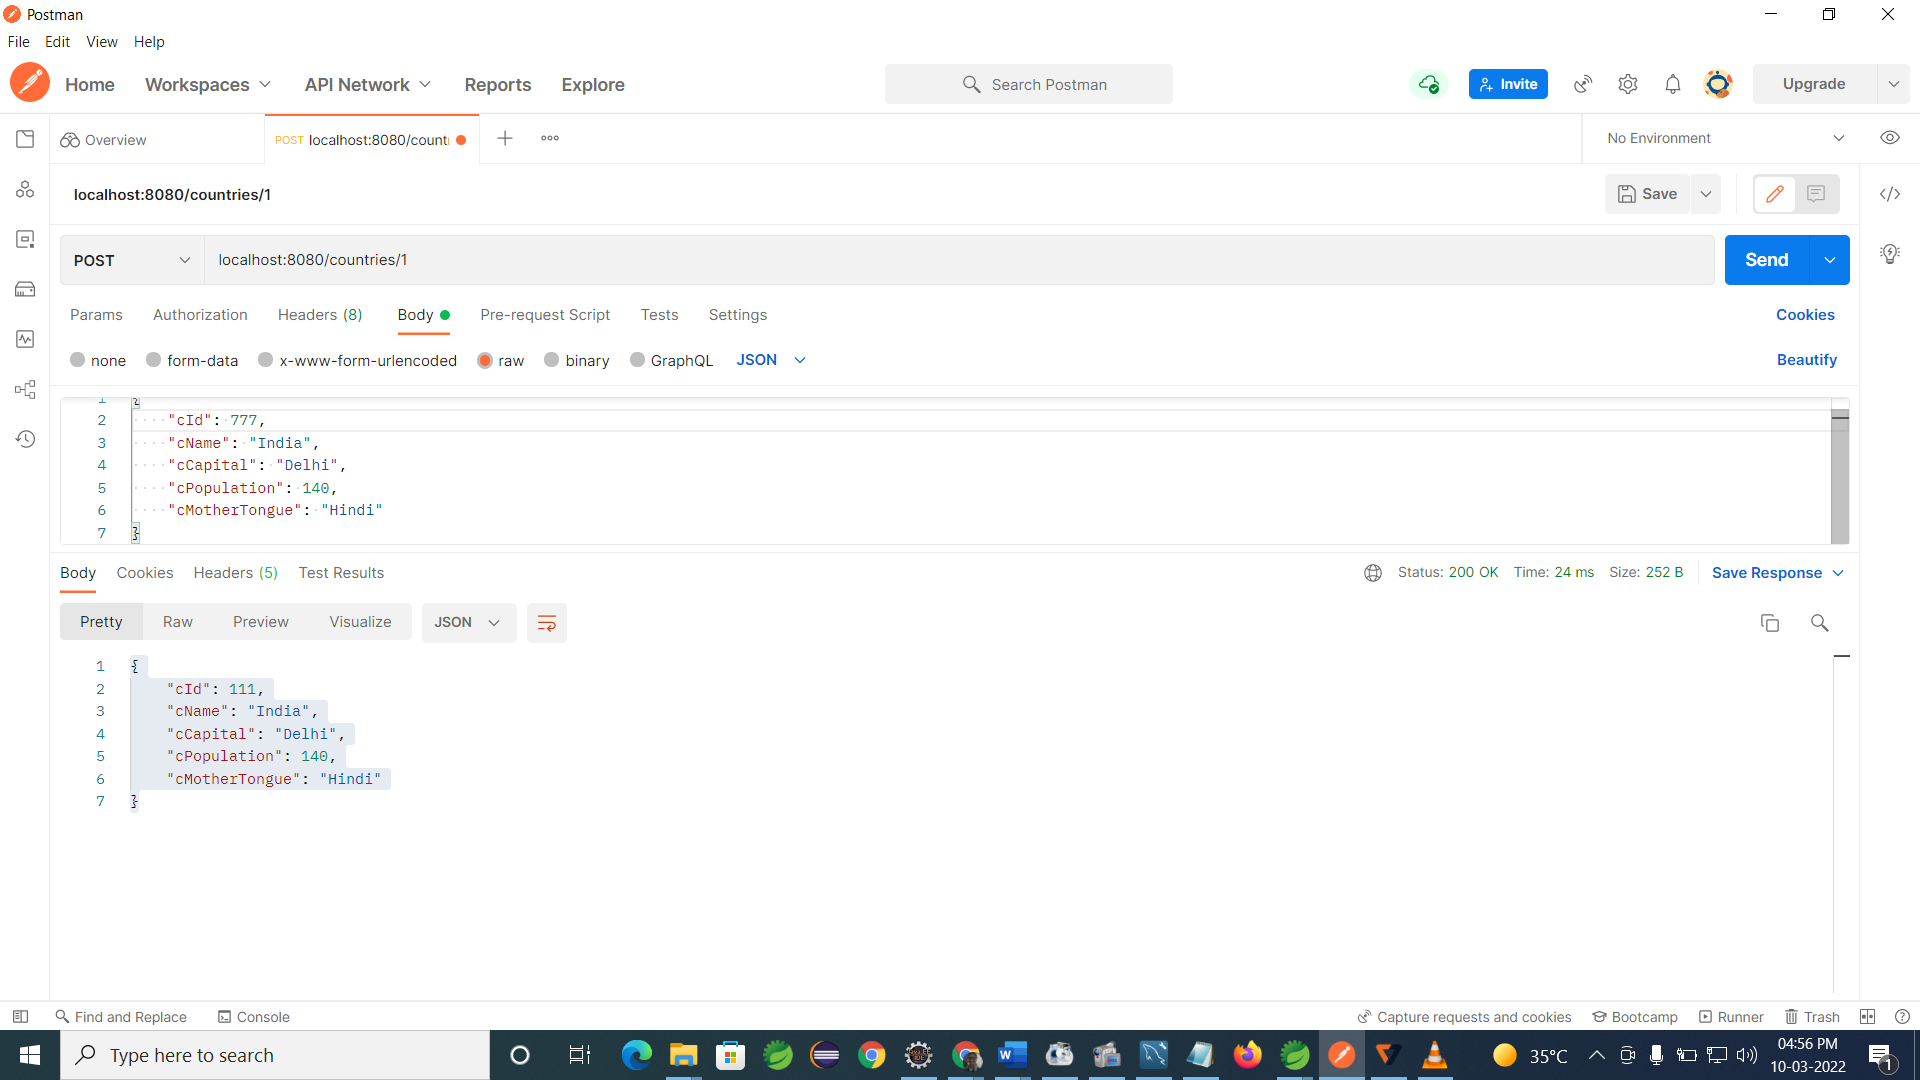 Postman
File Edit View Help
Home Workspaces API Network Reports Explore Search Postman Invite Upgrade
Overview POST localhost:8080/count No Environment
localhost:8080/countries/1 Save
POST localhost:8080/countries/1 Send
Params Authorization Headers (8) Body Pre-request Script Tests Settings Cookies
none form-data x-www-form-urlencoded raw binary GraphQL JSON Beautify
1 {
2 "cId": 777,
3 "cName": "India",
4 "cCapital": "Delhi",
5 "cPopulation": 140,
6 "cMotherTongue": "Hindi"
7 }
Body Cookies Headers (5) Test Results Status: 200 OK Time: 24 ms Size: 252 B Save Response
Pretty Raw Preview Visualize JSON
1 {
2 "cId": 111,
3 "cName": "India",
4 "cCapital": "Delhi",
5 "cPopulation": 140,
6 "cMotherTongue": "Hindi"
7 }
Find and Replace Console Capture requests and cookies Bootcamp Runner Trash
Type here to search 35°C 04:56 PM
10-03-2022 1